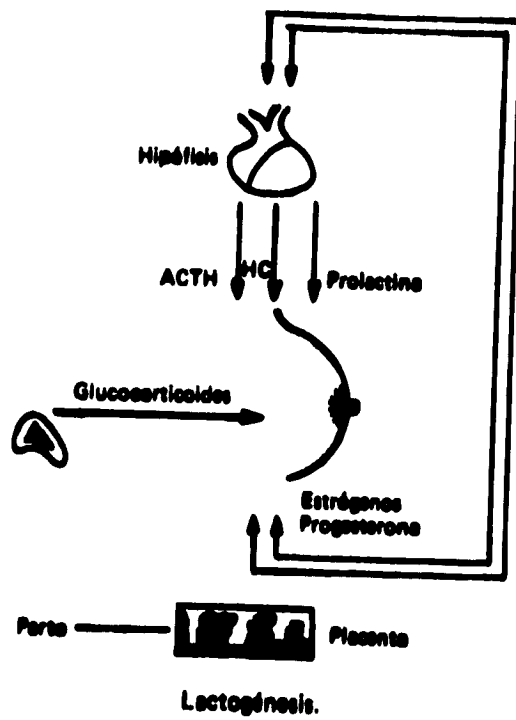 Hipófisis
ACTH
HC
Prolactina
Glucocorticoides
Estrógenos
Progesterona
Parto
Placenta
Lactogénesis.